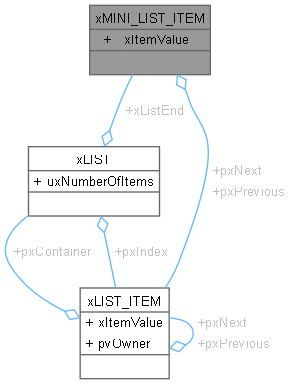 xMINI_LIST_ITEM
+ xItemValue
+xListEnd
+pxNext
+pxPrevious
xLIST
+ uxNumberOfItems
+pxContainer
+pxIndex
xLIST_ITEM
+ xItemValue
+ pvOwner
+pxNext
+pxPrevious